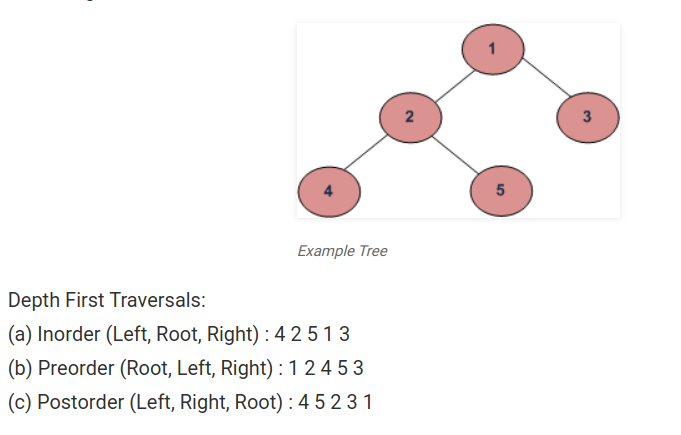 1
2
3
4
5
Example Tree
Depth First Traversals:
(a) Inorder (Left, Root, Right) : 4 2 5 1 3
(b) Preorder (Root, Left, Right) : 1 2 4 5 3
(c) Postorder (Left, Right, Root) : 4 5 2 3 1